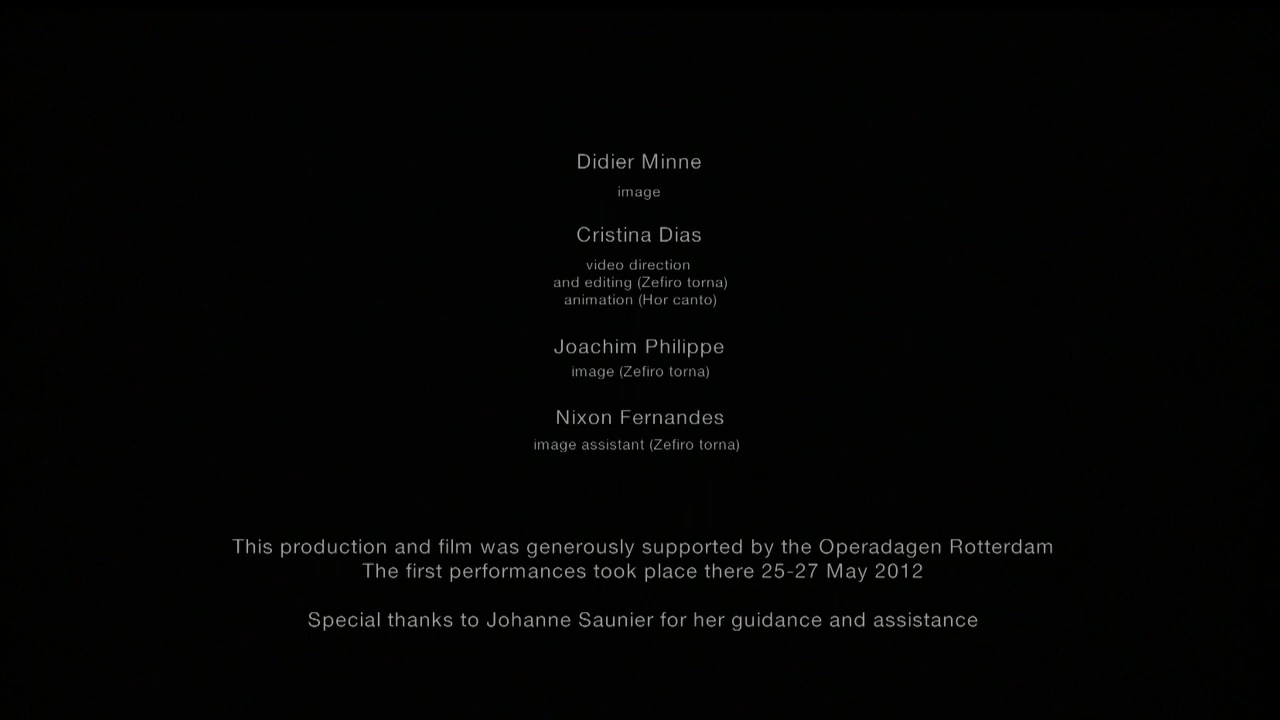 Didier Minne
image
Cristina Dias
video direction
and editing (Zefiro torna)
animation (Hor canto)
Joachim Philippe
image (Zefiro torna)
Nixon Fernandes
image assistant (Zefiro torna)
This production and film was generously supported by the Operadagen Rotterdam
The first performances took place there 25-27 May 2012
Special thanks to Johanne Saunier for her guidance and assistance